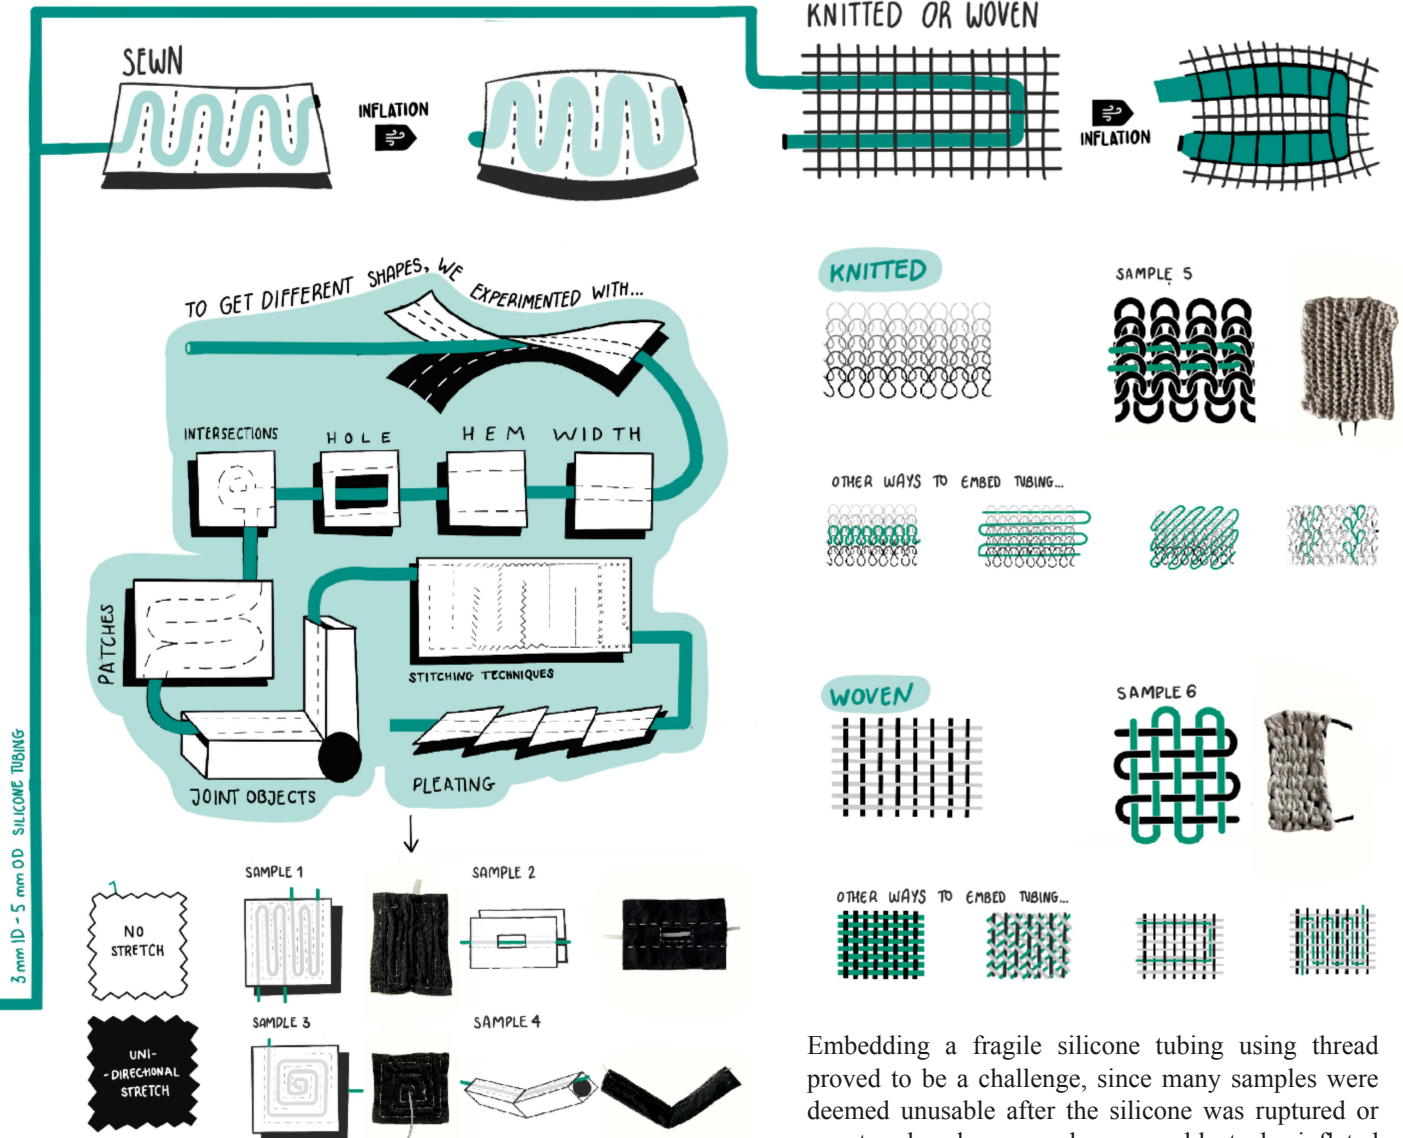 KNITTED OR WOVEN
SEWN
INFLATION
INFLATION
TO GET DIFFERENT SHAPES, WE EXPERIMENTED WITH...
INTERSECTIONS
HOLE
HEM
WIDTH
PATCHES
STITCHING TECHNIQUES
JOINT OBJECTS
PLEATING
3 mm ID - 5 mm OD SILICONE TUBING
NO
STRETCH
UNI-
-DIRECTIONAL
STRETCH
SAMPLE 1
SAMPLE 2
SAMPLE 3
SAMPLE 4
KNITTED
SAMPLE 5
OTHER WAYS TO EMBED TUBING...
WOVEN
SAMPLE 6
OTHER WAYS TO EMBED TUBING...
Embedding a fragile silicone tubing using thread
proved to be a challenge, since many samples were
deemed unusable after the silicone was ruptured or